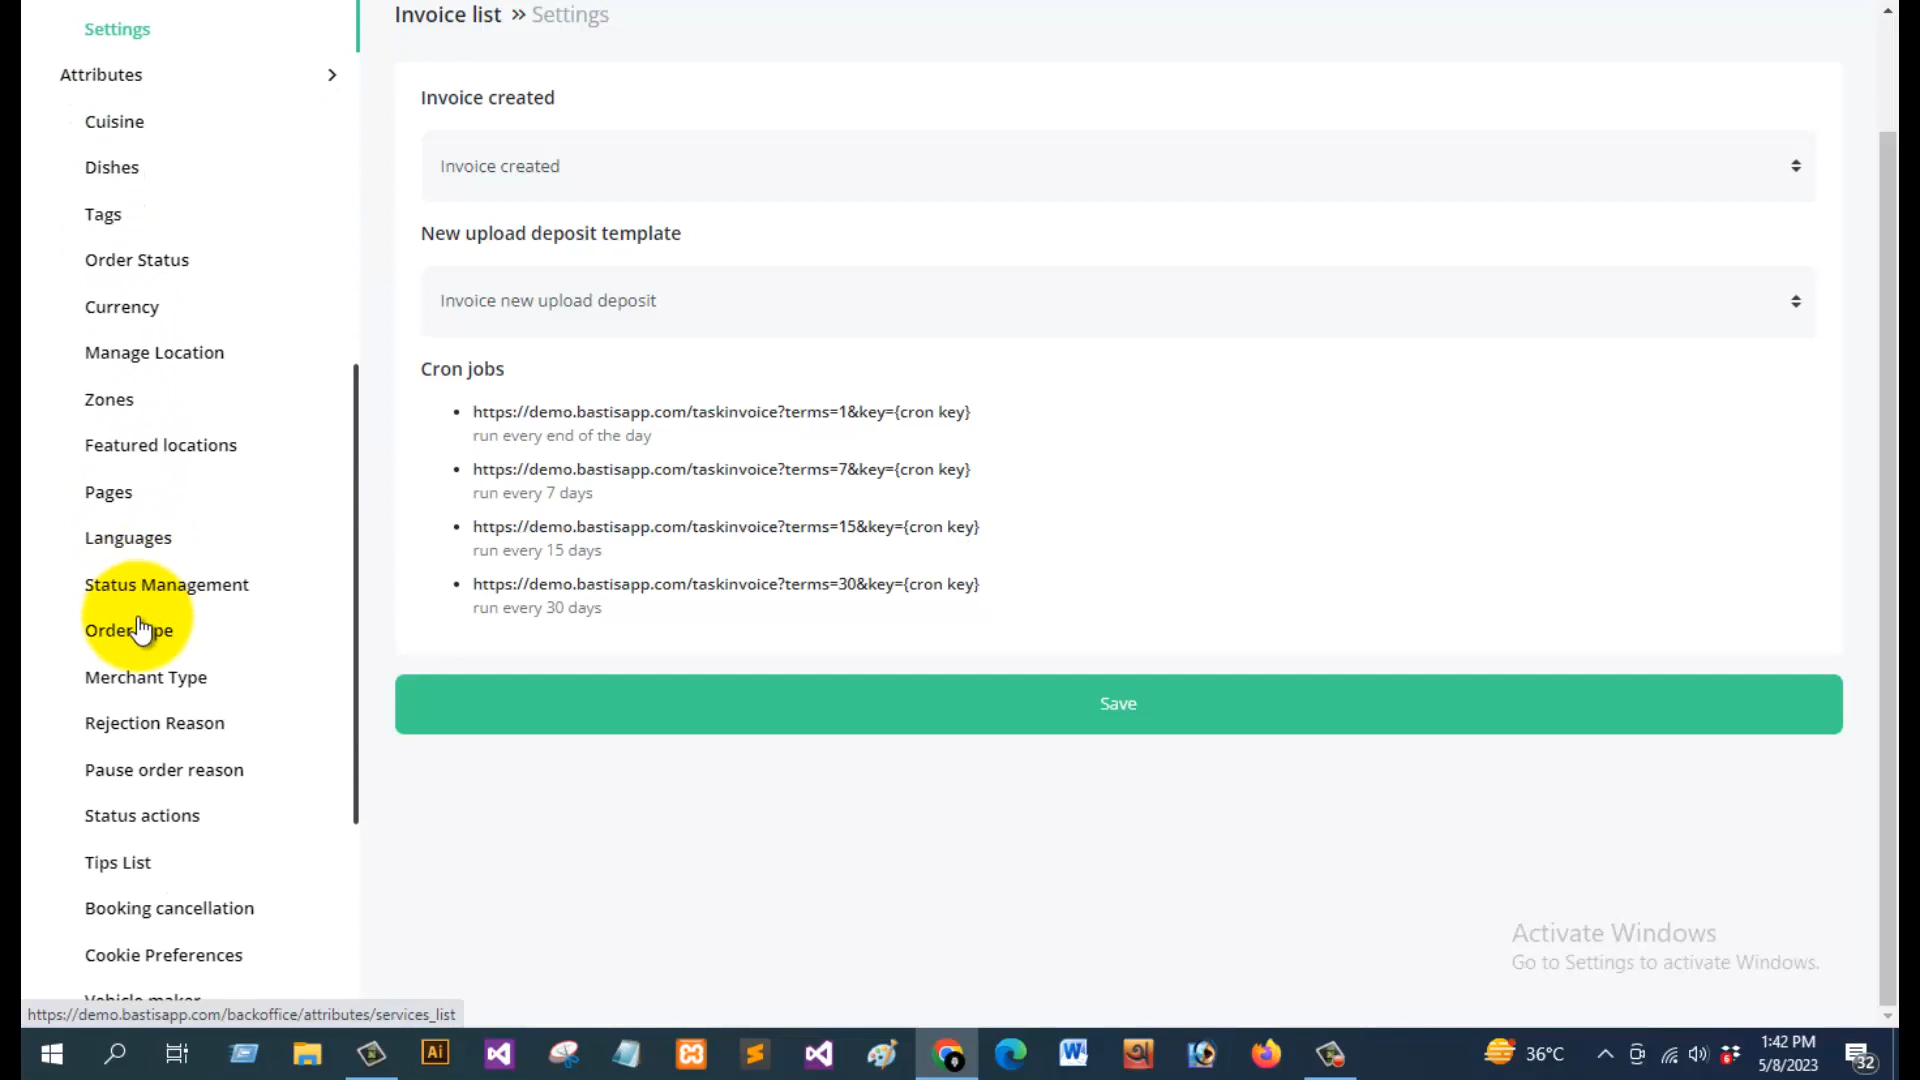 Settings
Attributes
Cuisine
Dishes
Tags
Order Status
Currency
Manage Location
Zones
Featured locations
Pages
Languages
Status Management
Order
Merchant Type
Rejection Reason
Pause order reason
Status actions
Tips List
Booking cancellation
Cookie Preferences
Vehicle maker
https://demo.bastisapp.com/backoffice/attributes/services_list
Invoice list » Settings
Invoice created
Invoice created
New upload deposit template
Invoice new upload deposit
Cron jobs
• https://demo.bastisapp.com/taskinvoice?terms=1&key={cron key}
run every end of the day
• https://demo.bastisapp.com/taskinvoice?terms=7&key={cron key}
run every 7 days
• https://demo.bastisapp.com/taskinvoice?terms=15&key={cron key}
run every 15 days
• https://demo.bastisapp.com/taskinvoice?terms=30&key={cron key}
run every 30 days
Save
Activate Windows
Go to Settings to activate Windows.
Ai
36°C
1:42 PM
5/8/2023
32